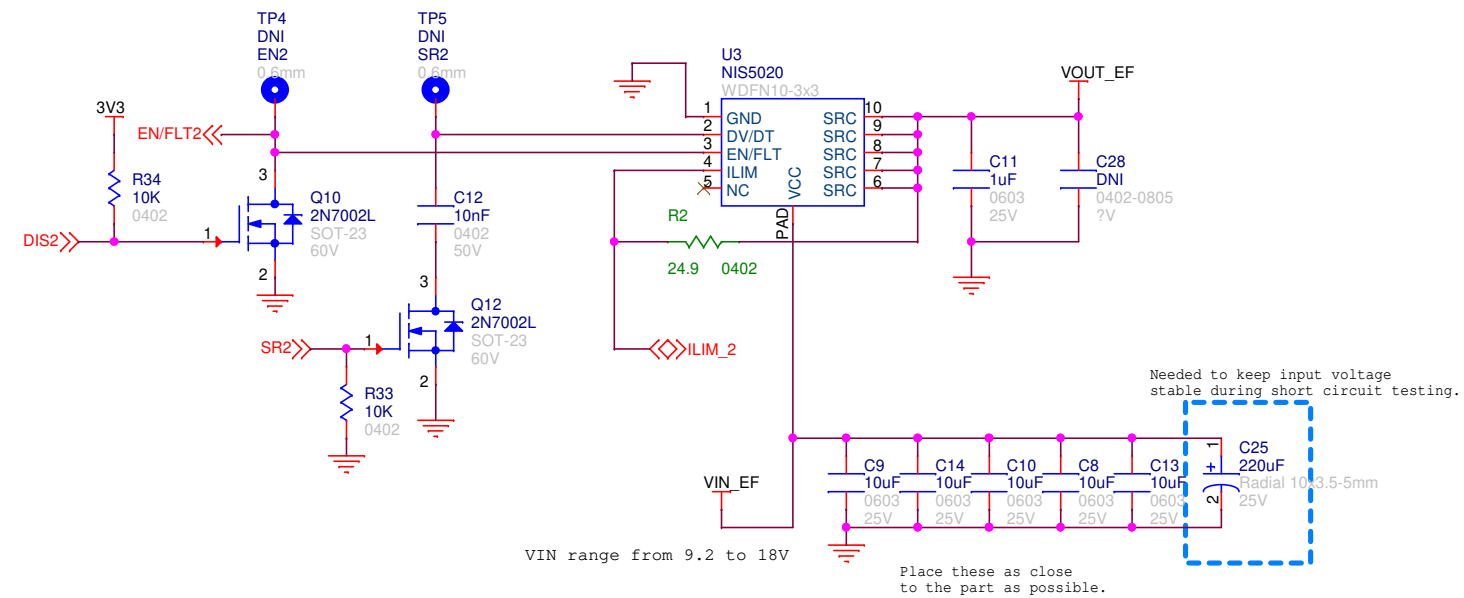 TP4
DNI
EN2
0.6mm
TP5
DNI
SR2
0.6mm
3V3
EN/FLT2
R34
10K
0402
DIS2
1
3
2
Q10
2N7002L
SOT-23
60V
C12
10nF
0402
50V
SR2
1
3
2
Q12
2N7002L
SOT-23
60V
R33
10K
0402
U3
NIS5020
WDFN10-3x3
1 GND
2 DV/DT
3 EN/FLT
4 ILIM
5 NC
VCC
PAD
SRC 10
SRC 9
SRC 8
SRC 7
SRC 6
R2
24.9 0402
ILIM_2
VOUT_EF
C11
1uF
0603
25V
C28
DNI
0402-0805
?V
Needed to keep input voltage
stable during short circuit testing.
VIN_EF
C9
10uF
0603
25V
C14
10uF
0603
25V
C10
10uF
0603
25V
C8
10uF
0603
25V
C13
10uF
0603
25V
1
+
2
C25
220uF
Radial 10x3.5-5mm
25V
VIN range from 9.2 to 18V
Place these as close
to the part as possible.